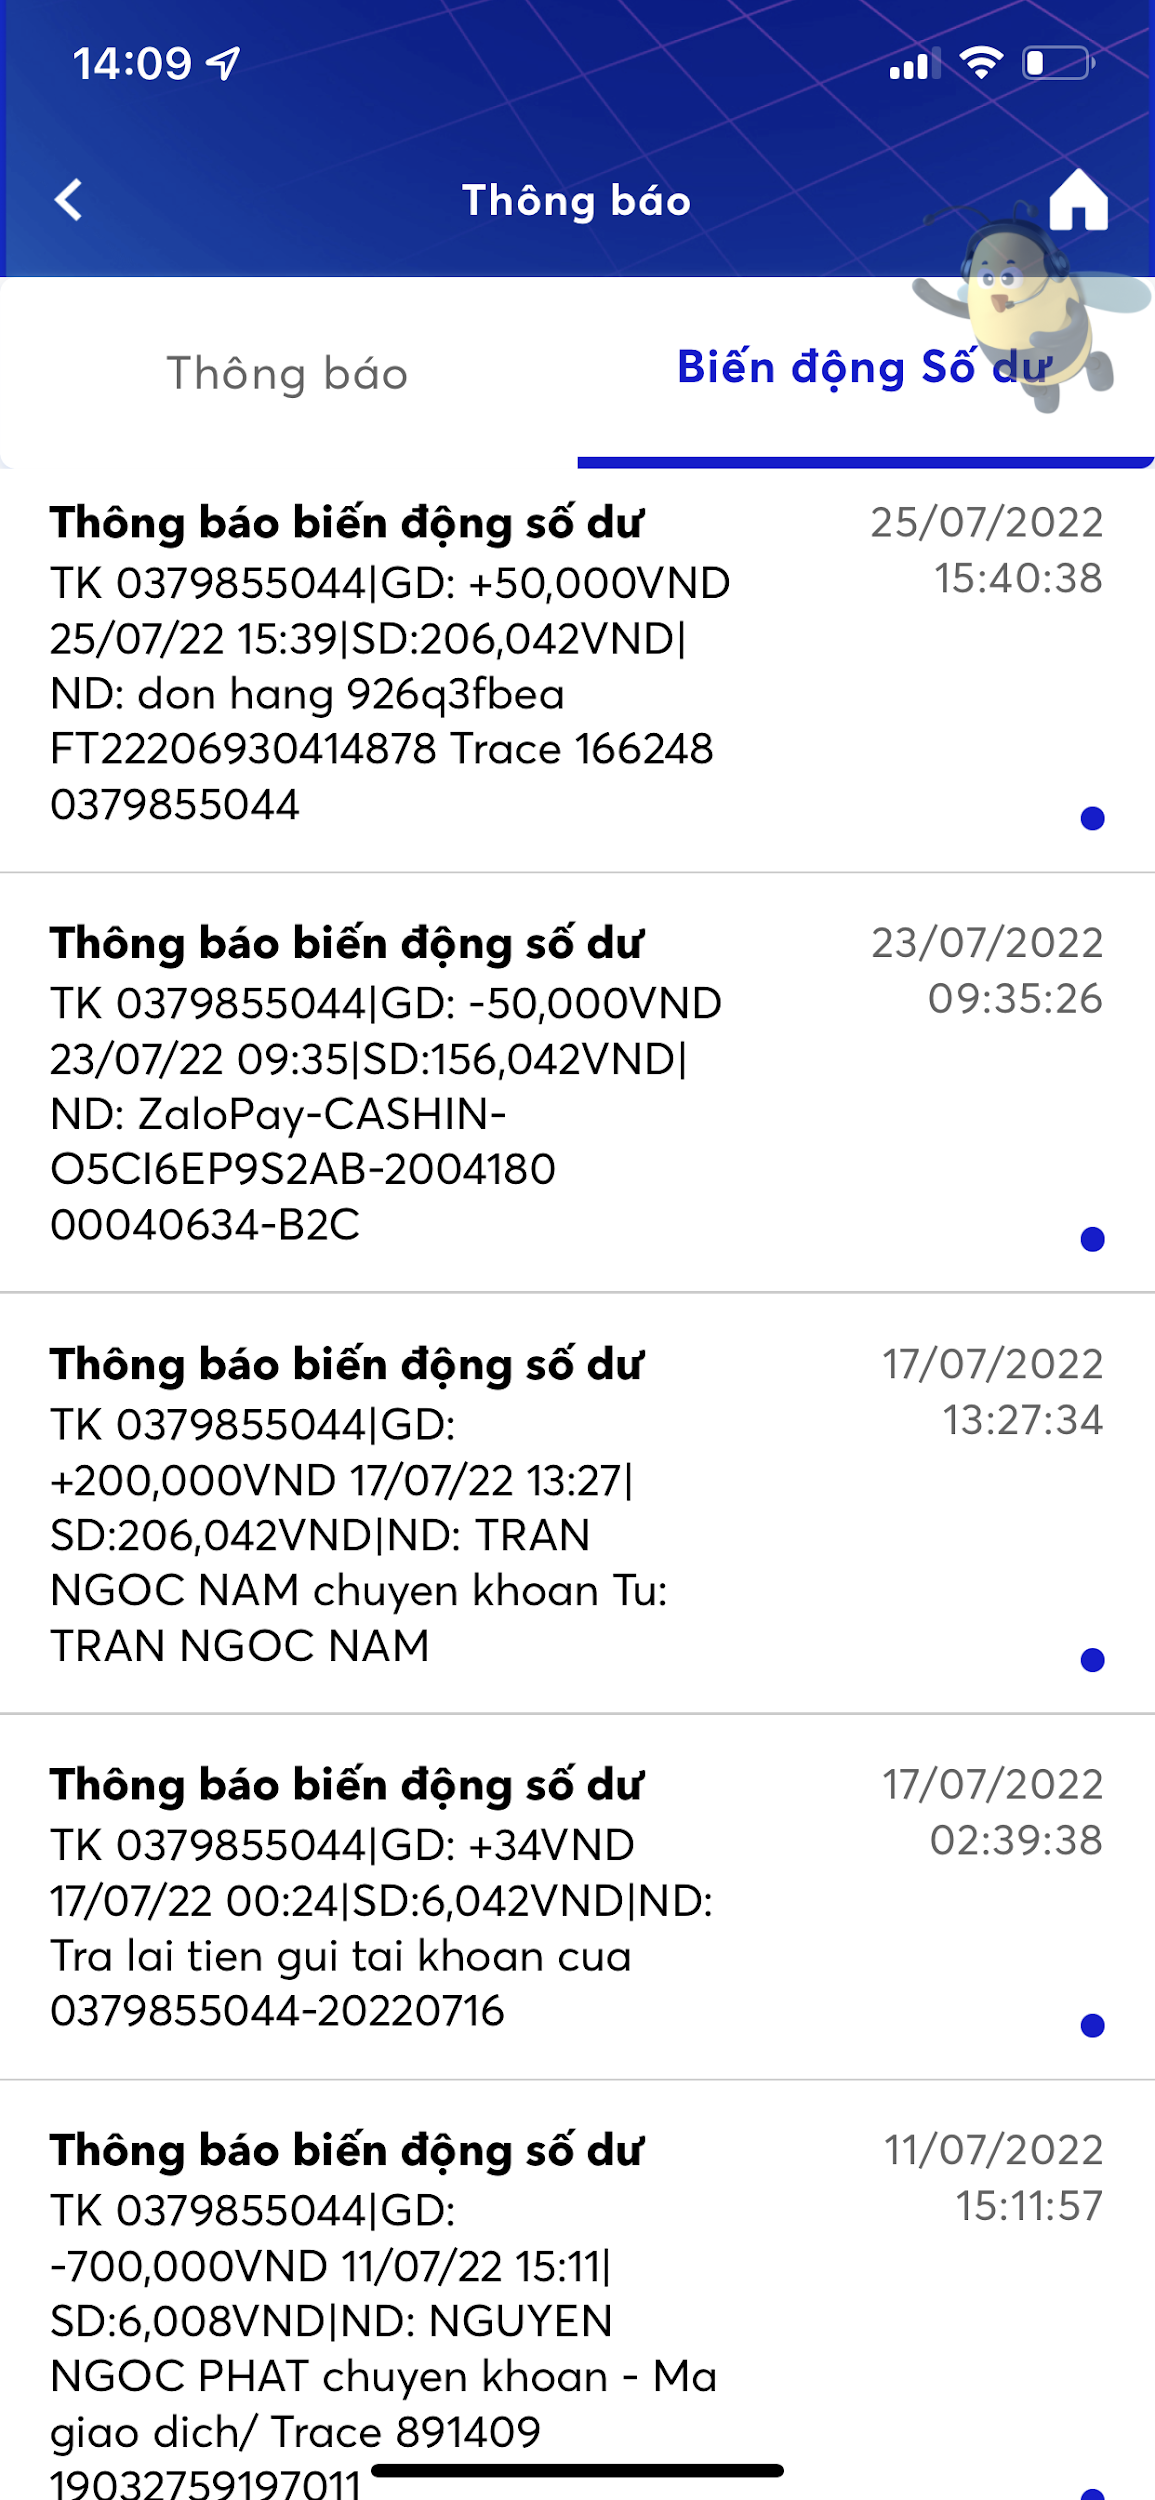 14:09
Thông báo
Thông báo
Biến động Số dư
Thông báo biến động số dư
25/07/2022
15:40:38
TK 0379855044|GD: +50,000VND
25/07/22 15:39|SD:206,042VND|
ND: don hang 926q3fbea
FT22206930414878 Trace 166248
0379855044
Thông báo biến động số dư
23/07/2022
09:35:26
TK 0379855044|GD: -50,000VND
23/07/22 09:35|SD:156,042VND|
ND: ZaloPay-CASHIN-
O5CI6EP9S2AB-2004180
00040634-B2C
Thông báo biến động số dư
17/07/2022
13:27:34
TK 0379855044|GD:
+200,000VND 17/07/22 13:27|
SD:206,042VND|ND: TRAN
NGOC NAM chuyen khoan Tu:
TRAN NGOC NAM
Thông báo biến động số dư
17/07/2022
02:39:38
TK 0379855044|GD: +34VND
17/07/22 00:24|SD:6,042VND|ND:
Tra lai tien gui tai khoan cua
0379855044-20220716
Thông báo biến động số dư
11/07/2022
15:11:57
TK 0379855044|GD:
-700,000VND 11/07/22 15:11|
SD:6,008VND|ND: NGUYEN
NGOC PHAT chuyen khoan - Ma
giao dich/ Trace 891409
19032759197011